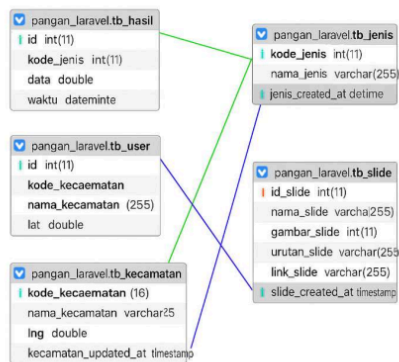 pangan_laravel.tb_hasil
id int(11)
kode_jenis int(11)
data double
waktu dateminte
pangan_laravel.tb_user
id int(11)
kode_kecaematan
nama_kecamatan (255)
lat double
pangan_laravel.tb_kecamatan
kode_kecaematan (16)
nama_kecamatan varchar25
lng double
kecamatan_updated_at timestamp
pangan_laravel.tb_jenis
kode_jenis int(11)
nama_jenis varchar(255)
jenis_created_at detime
pangan_laravel.tb_slide
id_slide int(11)
nama_slide varcha(255)
gambar_slide int(11)
urutan_slide varchar(255)
link_slide varchar(255)
slide_created_at timestamp